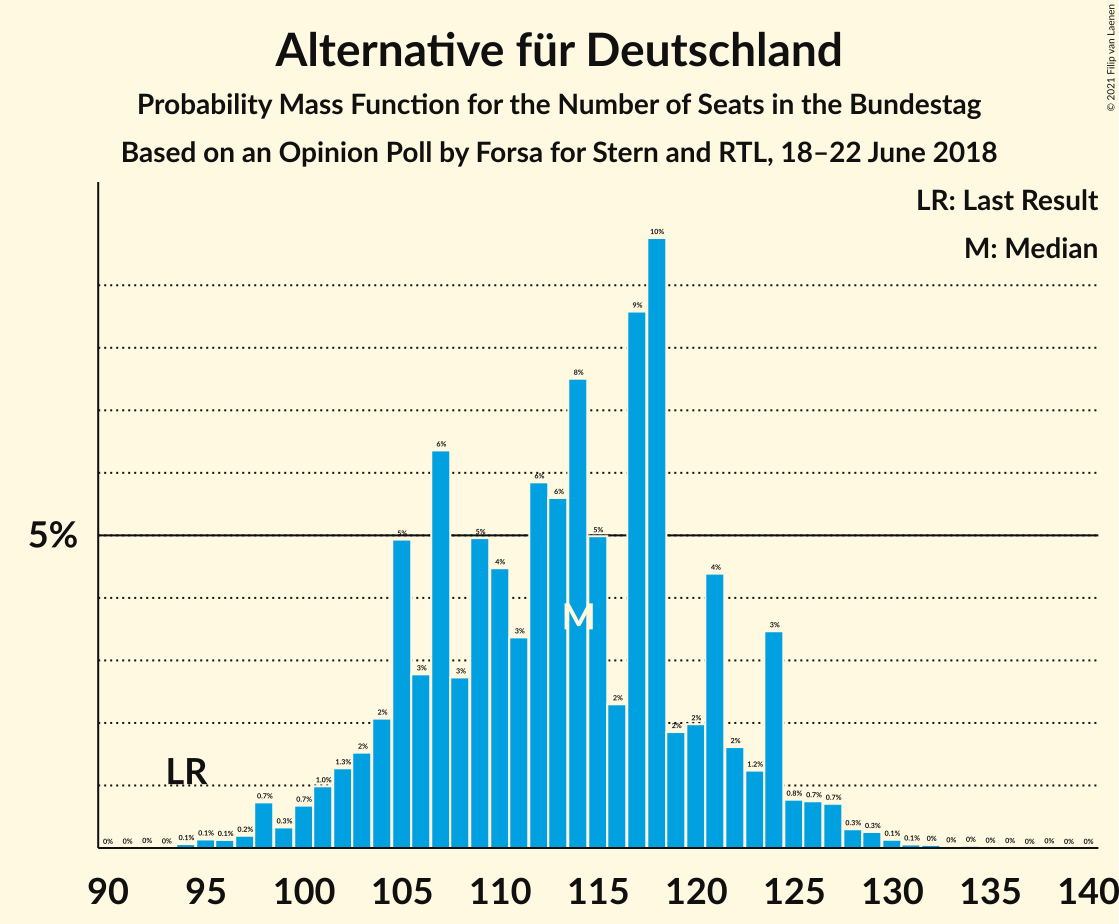 Alternative für Deutschland
Probability Mass Function for the Number of Seats in the Bundestag
Based on an Opinion Poll by Forsa for Stern and RTL, 18–22 June 2018
© 2021 Filip van Laenen
LR: Last Result
M: Median
5%
LR
M
0% 0% 0% 0% 0.1% 0.1% 0.1% 0.2% 0.7% 0.3% 0.7% 1.0% 1.3% 2% 2% 5% 3% 6% 3% 5% 4% 3% 6% 6% 8% 5% 2% 9% 10% 2% 2% 4% 2% 1.2% 3% 0.8% 0.7% 0.7% 0.3% 0.3% 0.1% 0.1% 0% 0% 0% 0% 0% 0% 0% 0% 0%
90 95 100 105 110 115 120 125 130 135 140